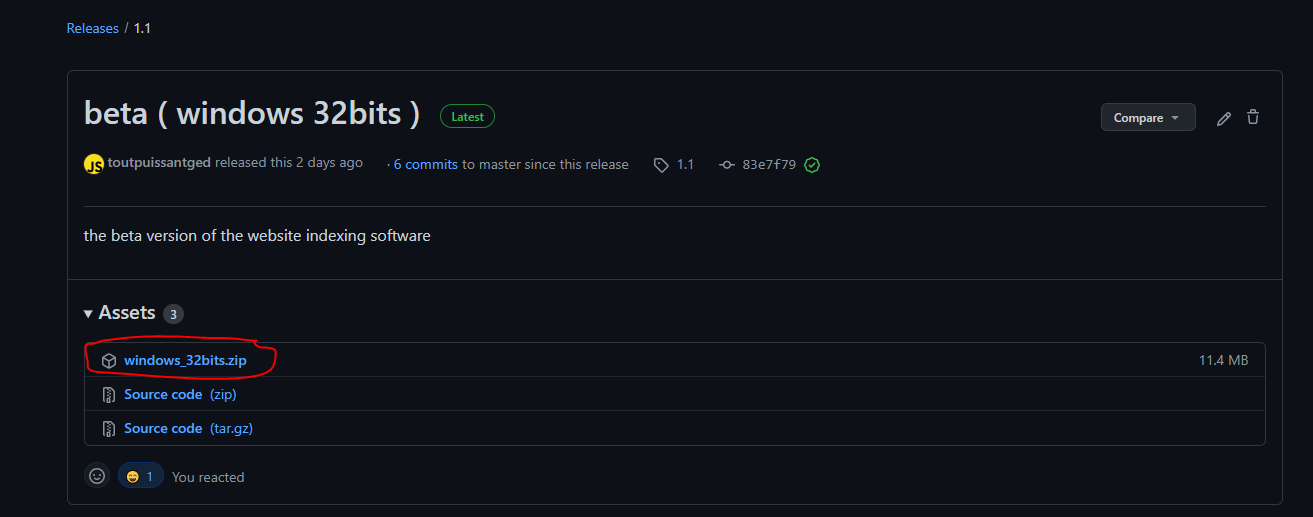 Releases / 1.1
beta ( windows 32bits ) Latest
Compare
JS toutpuissantged released this 2 days ago · 6 commits to master since this release 1.1 83e7f79
the beta version of the website indexing software
Assets 3
windows_32bits.zip 11.4 MB
Source code (zip)
Source code (tar.gz)
1 You reacted